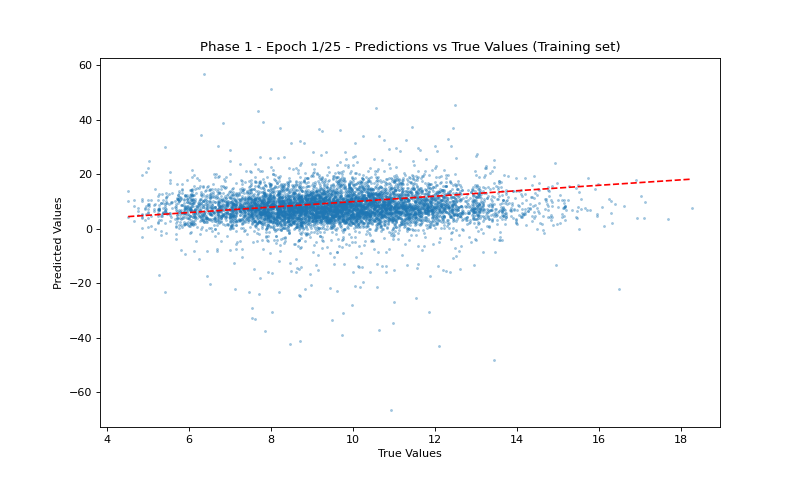 Phase 1 - Epoch 1/25 - Predictions vs True Values (Training set)
Predicted Values
60
40
20
0
−20
−40
−60
4 6 8 10 12 14 16 18
True Values